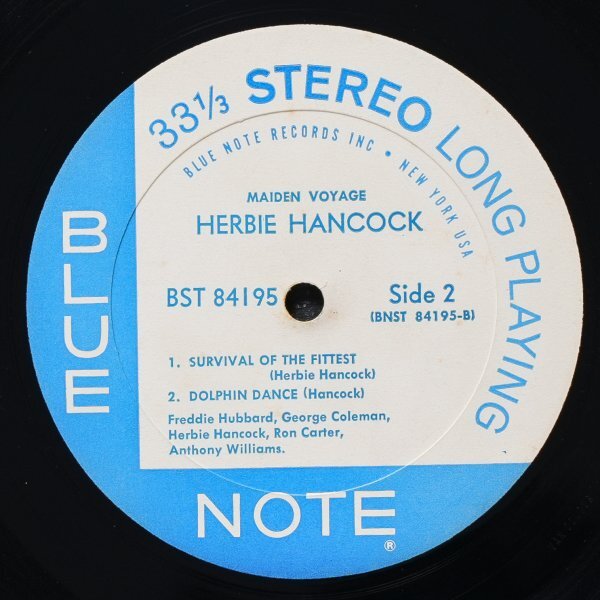 33⅓ STEREO LONG PLAYING
BLUE NOTE RECORDS INC • NEW YORK USA
MAIDEN VOYAGE
HERBIE HANCOCK
BST 84195
Side 2
(BNST 84195-B)
1. SURVIVAL OF THE FITTEST
(Herbie Hancock)
2. DOLPHIN DANCE (Hancock)
Freddie Hubbard, George Coleman,
Herbie Hancock, Ron Carter,
Anthony Williams.
BLUE
NOTE®